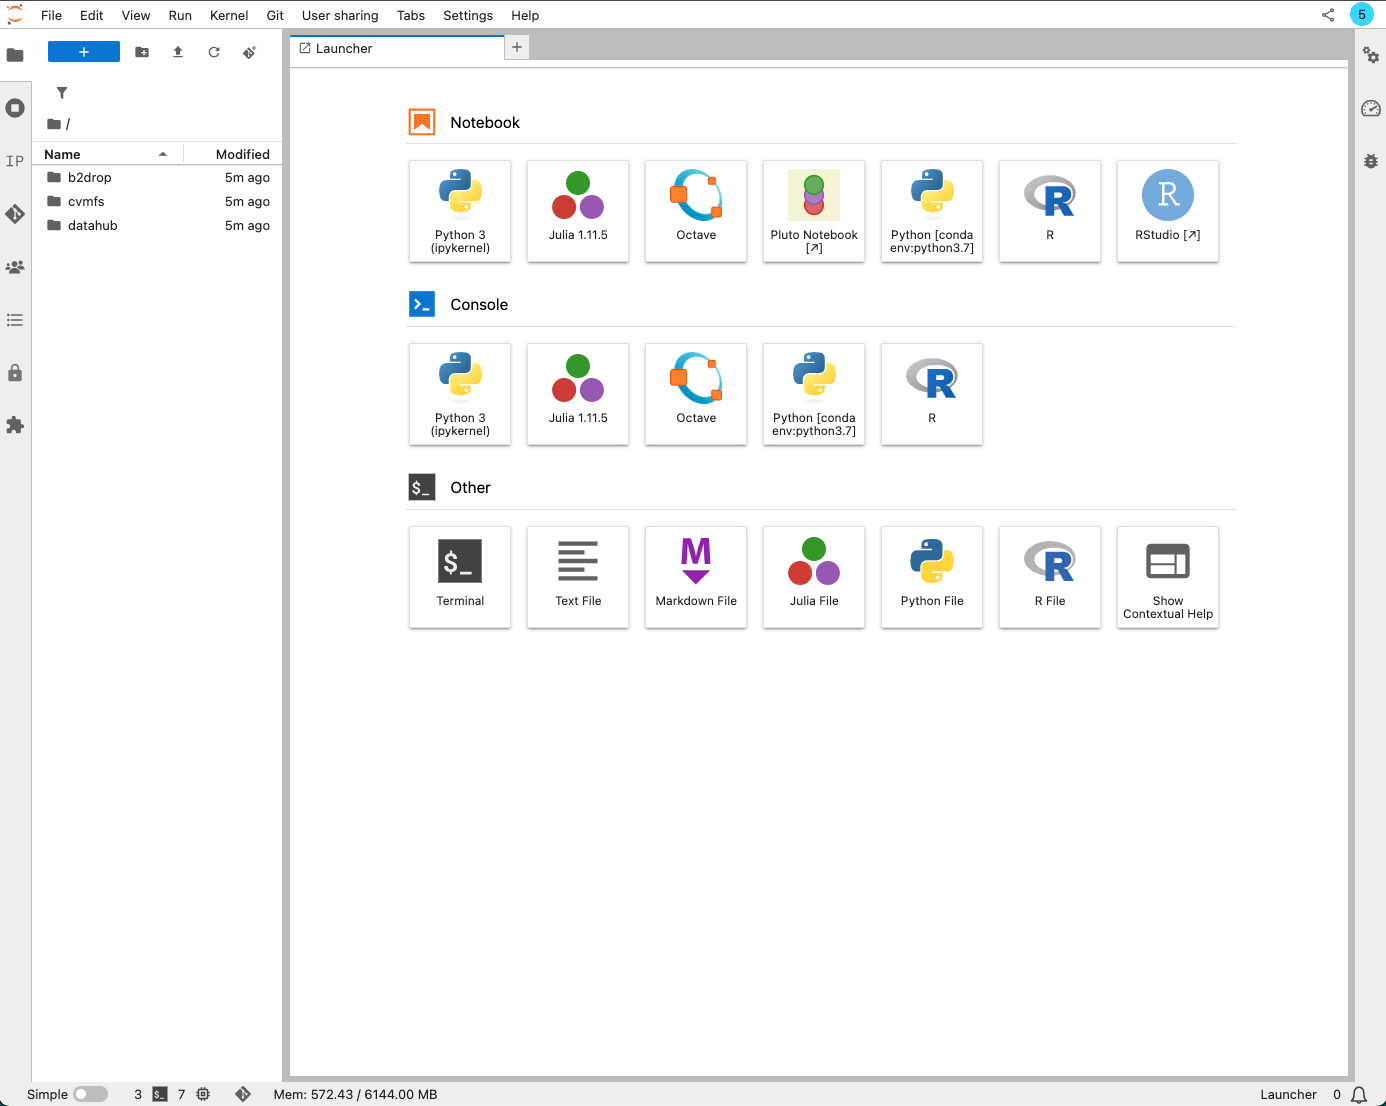 File Edit View Run Kernel Git User sharing Tabs Settings Help 5
+
Launcher +
/
IP
Name Modified
b2drop 5m ago
cvmfs 5m ago
datahub 5m ago
Notebook
Python 3 (ipykernel)
Julia 1.11.5
Octave
Pluto Notebook [↗]
Python [conda env:python3.7]
R
RStudio [↗]
Console
Python 3 (ipykernel)
Julia 1.11.5
Octave
Python [conda env:python3.7]
R
Other
$_
Terminal
Text File
M
Markdown File
Julia File
Python File
R File
Show Contextual Help
Simple 3 $_ 7 Mem: 572.43 / 6144.00 MB Launcher 0